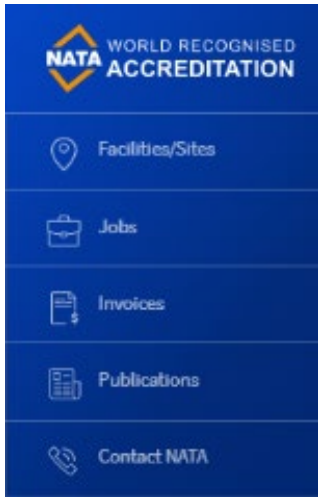 NATA
WORLD RECOGNISED
ACCREDITATION
Facilities/Sites
Jobs
Invoices
Publications
Contact NATA